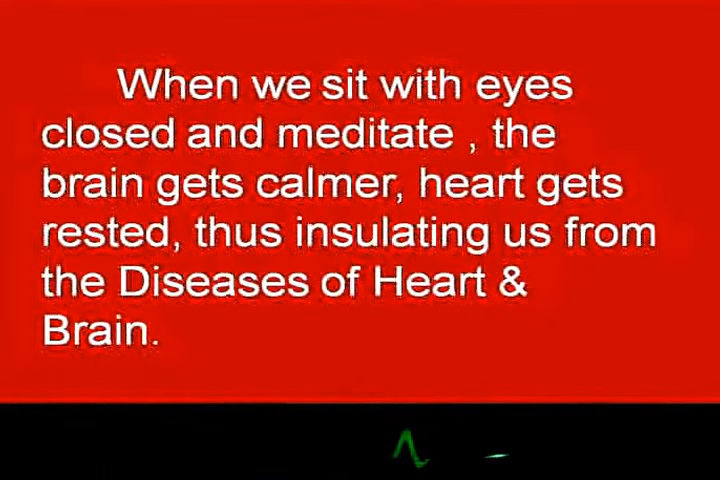 When we sit with eyes
closed and meditate , the
brain gets calmer, heart gets
rested, thus insulating us from
the Diseases of Heart &
Brain.